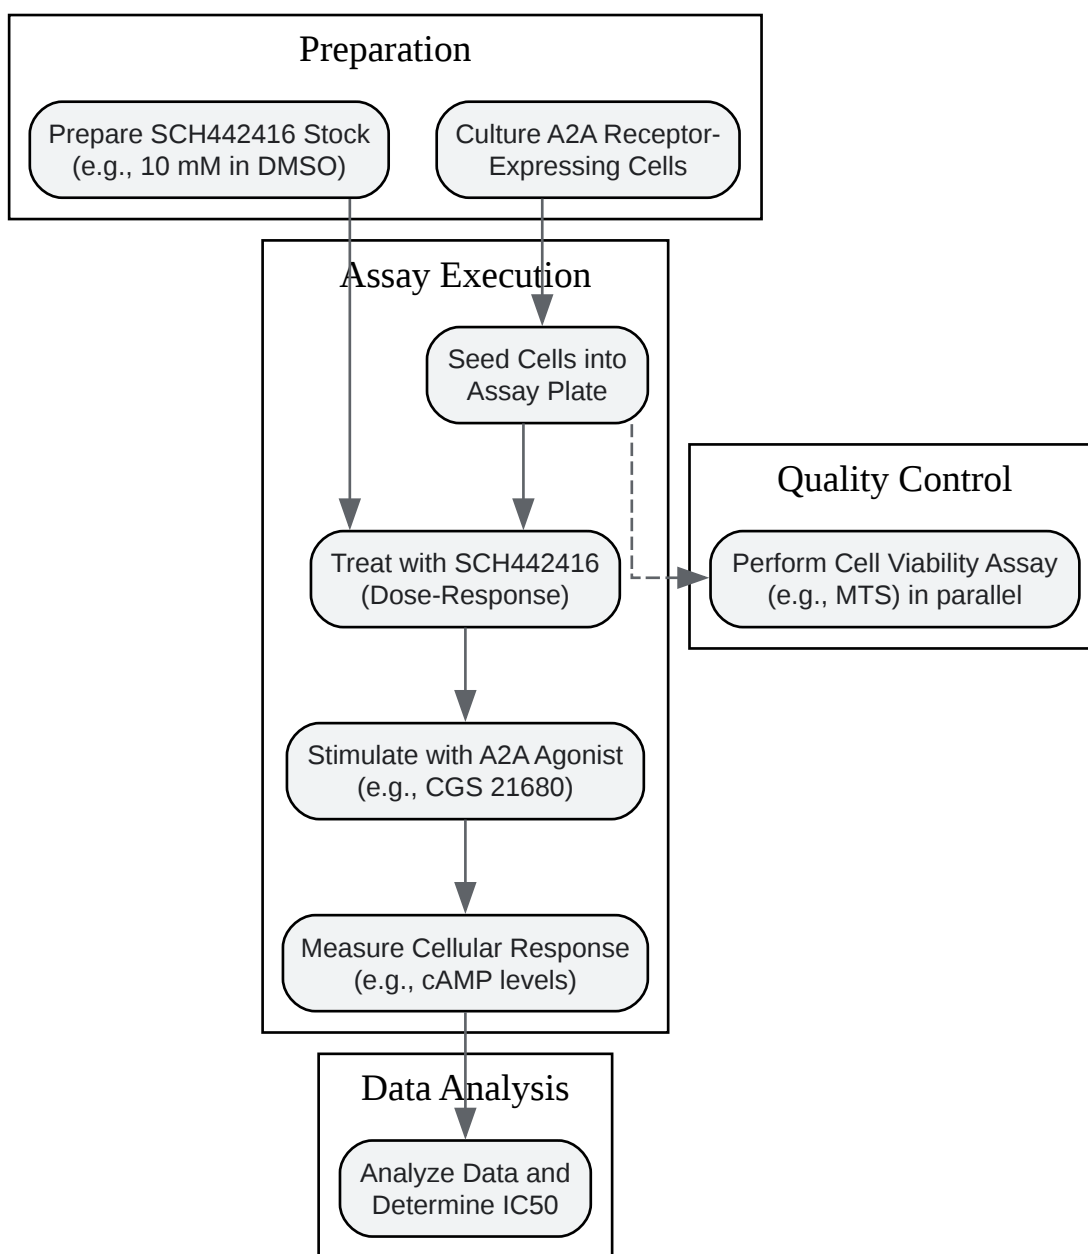 Preparation
Prepare SCH442416 Stock
(e.g., 10 mM in DMSO)
Culture A2A Receptor-
Expressing Cells
Assay Execution
Seed Cells into
Assay Plate
Quality Control
Treat with SCH442416
(Dose-Response)
Perform Cell Viability Assay
(e.g., MTS) in parallel
Stimulate with A2A Agonist
(e.g., CGS 21680)
Measure Cellular Response
(e.g., cAMP levels)
Data Analysis
Analyze Data and
Determine IC50